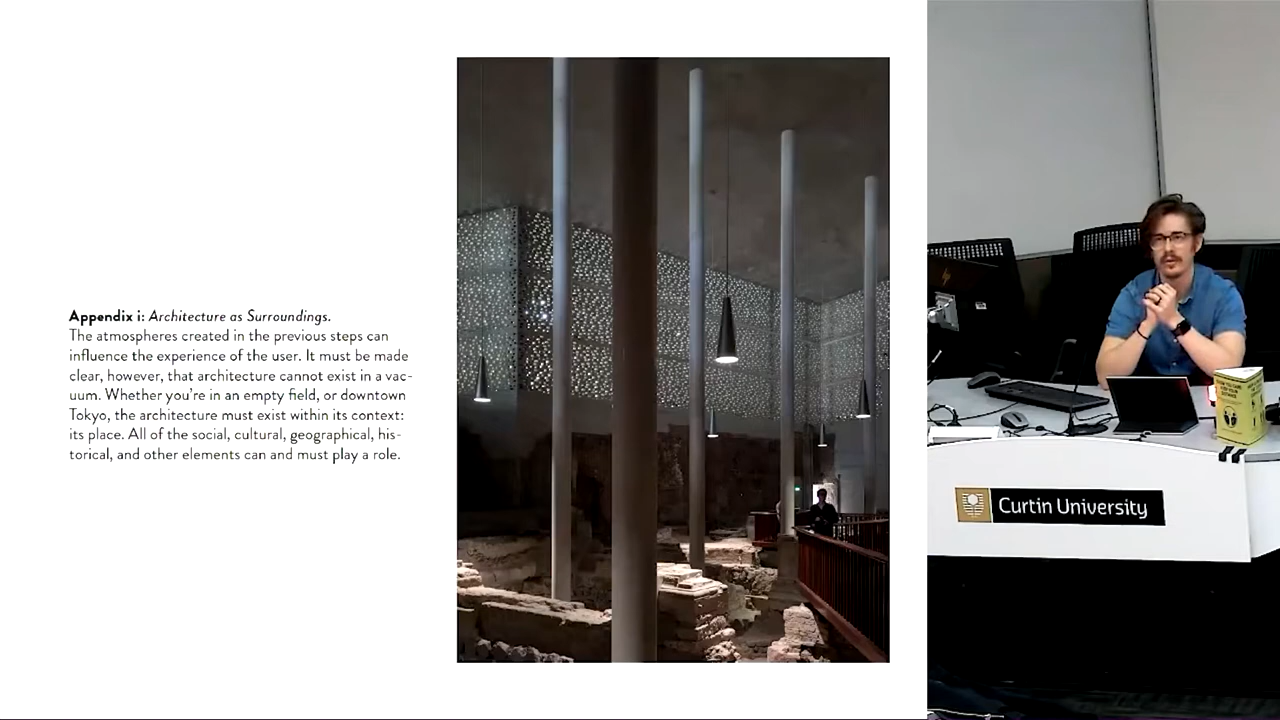 Appendix i: Architecture as Surroundings.
The atmospheres created in the previous steps can
influence the experience of the user. It must be made
clear, however, that architecture cannot exist in a vac-
uum. Whether you're in an empty field, or downtown
Tokyo, the architecture must exist within its context:
its place. All of the social, cultural, geographical, his-
torical, and other elements can and must play a role.
Curtin University